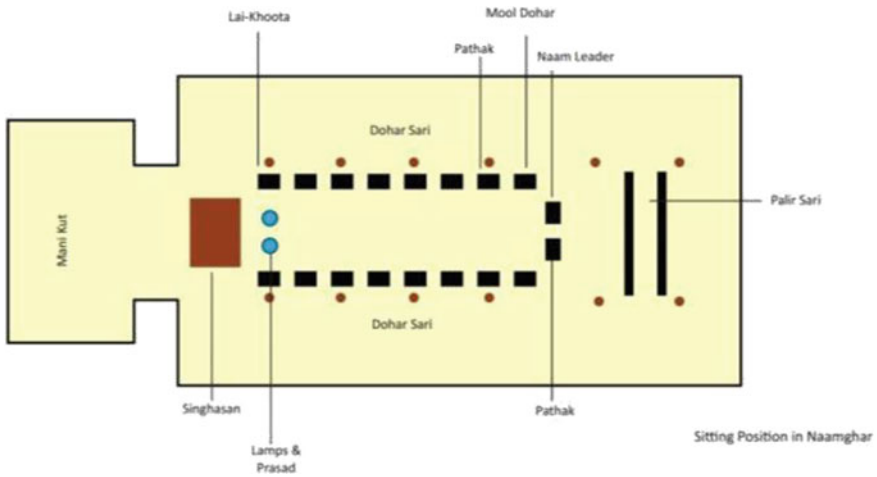 Mool Dohar
Lai-Khoota
Pathak
Naam Leader
Dohar Sari
Palir Sari
Mani Kut
Dohar Sari
Singhasan
Pathak
Sitting Position in Naamghar
Lamps &
Prasad